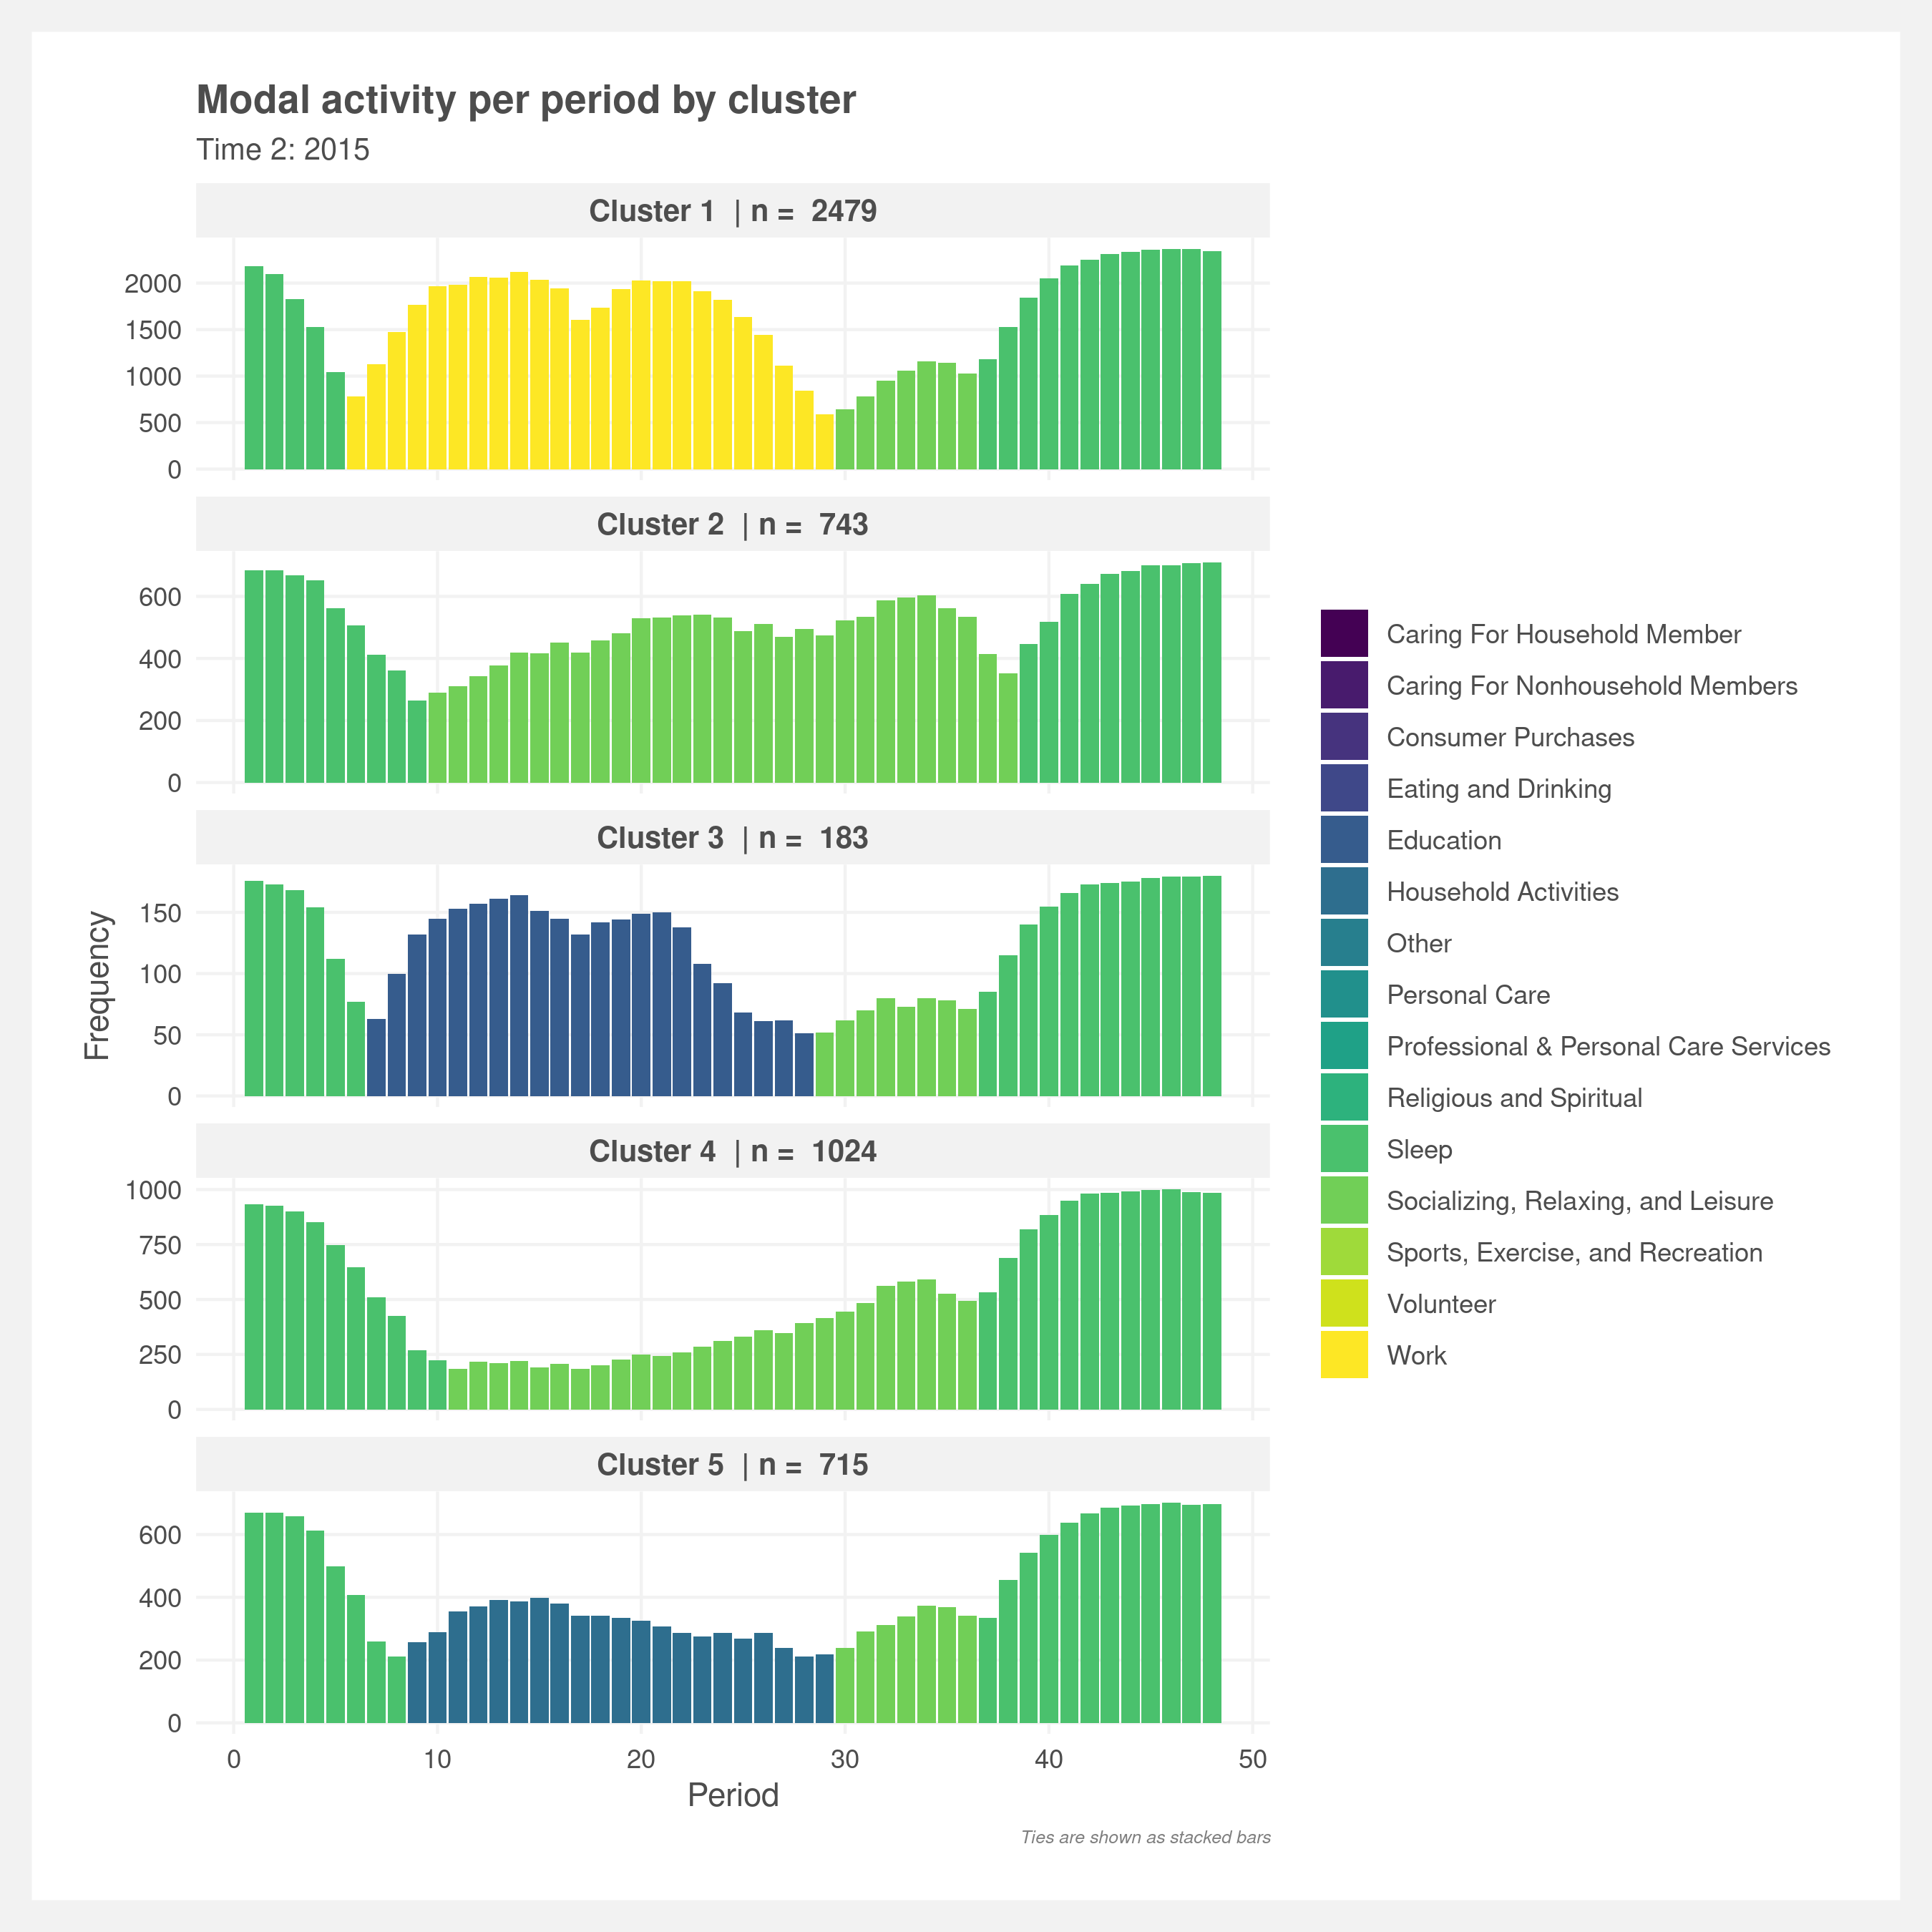 Modal activity per period by cluster
Time 2: 2015
Cluster 1 | n = 2479
2000
1500
1000
500
0
Cluster 2 | n = 743
600
400
200
0
Cluster 3 | n = 183
150
100
50
0
Cluster 4 | n = 1024
1000
750
500
250
0
Cluster 5 | n = 715
600
400
200
0
0 10 20 30 40 50
Period
Frequency
Caring For Household Member
Caring For Nonhousehold Members
Consumer Purchases
Eating and Drinking
Education
Household Activities
Other
Personal Care
Professional & Personal Care Services
Religious and Spiritual
Sleep
Socializing, Relaxing, and Leisure
Sports, Exercise, and Recreation
Volunteer
Work
Ties are shown as stacked bars